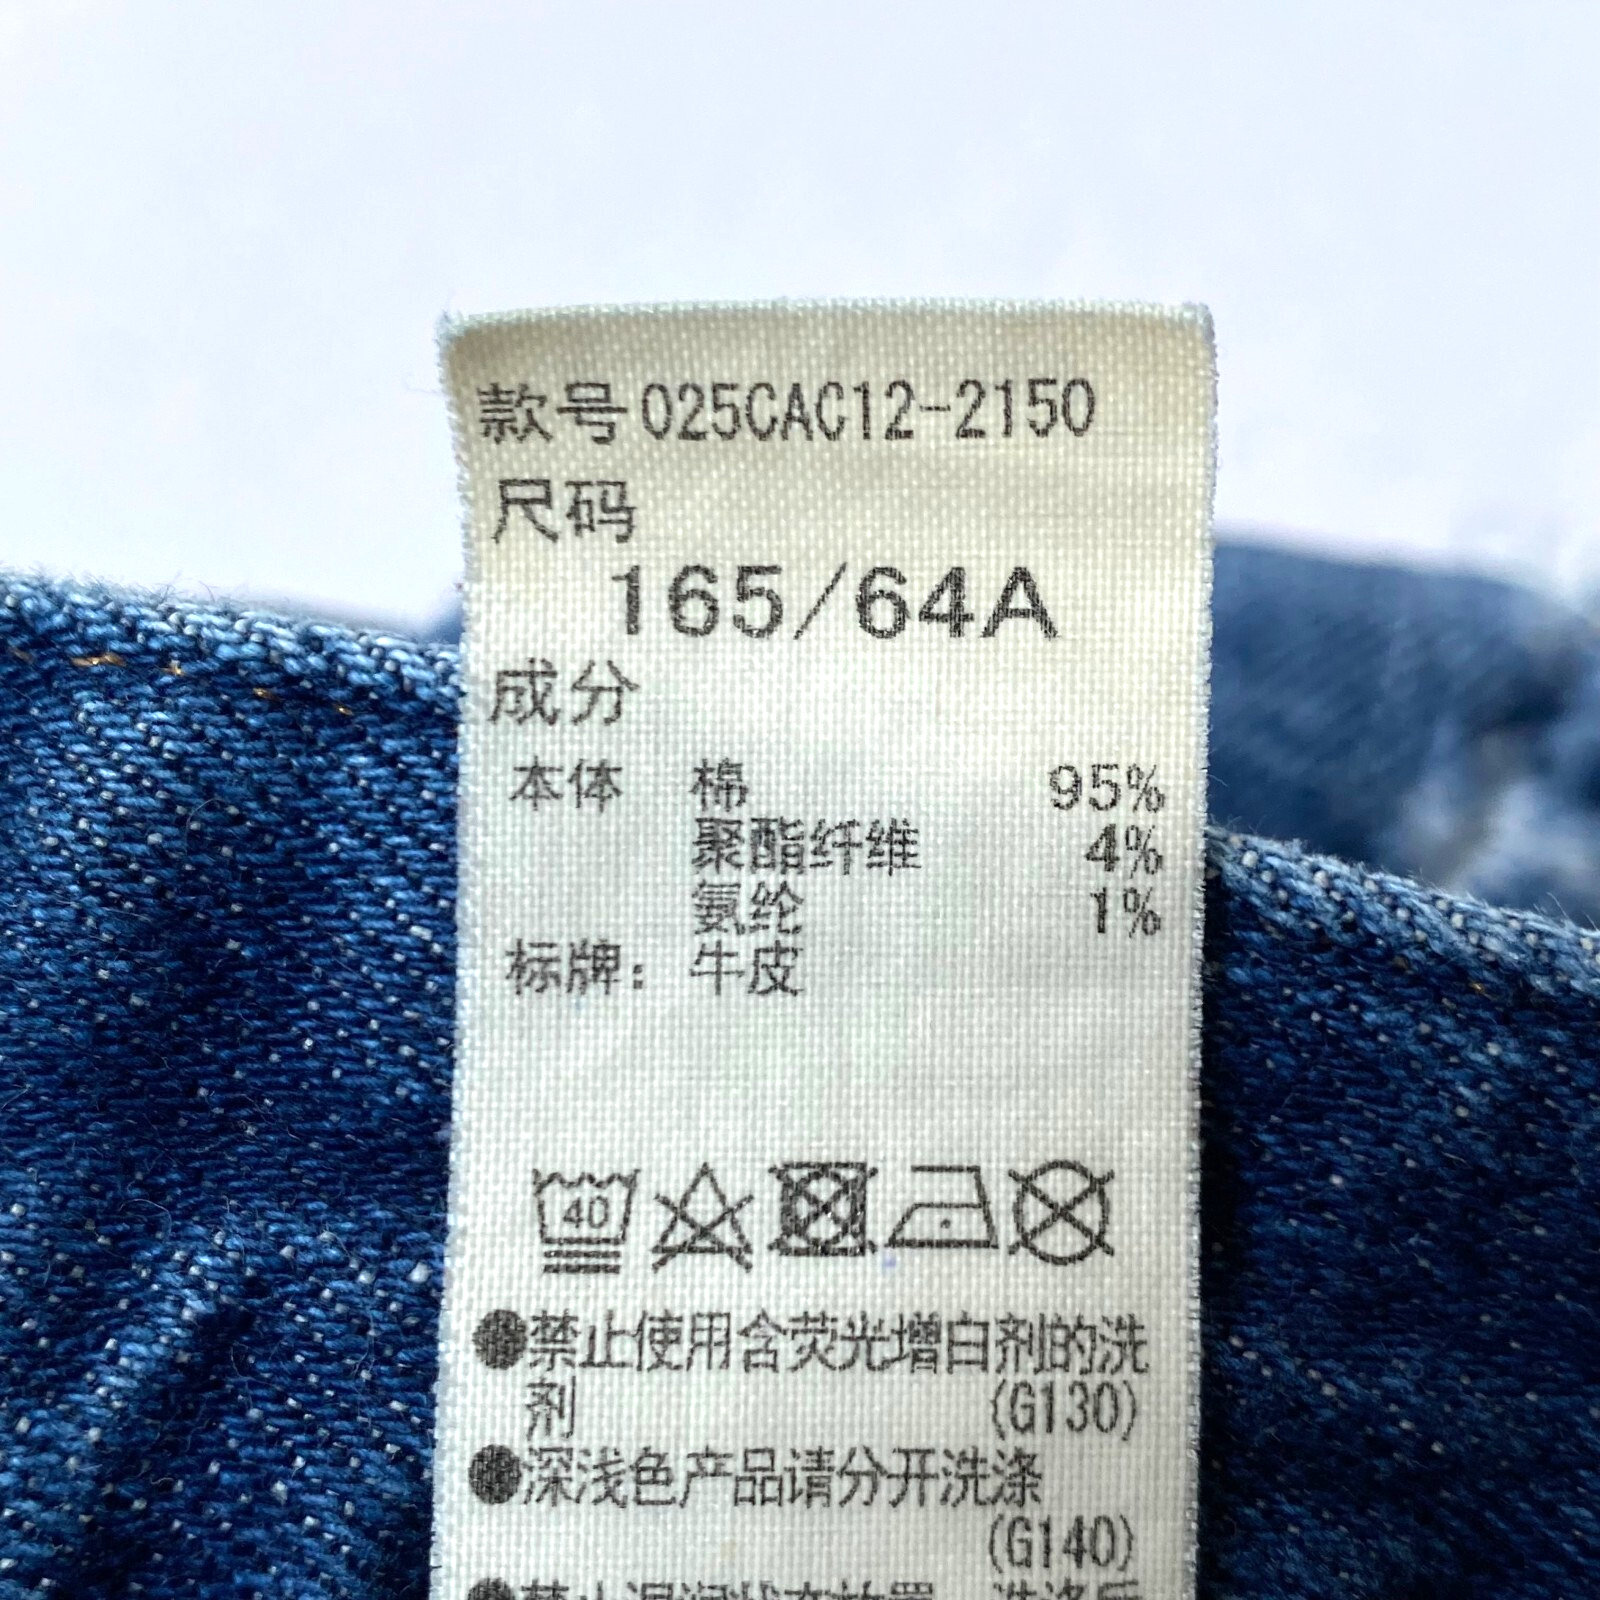 款号025CAC12-2150
尺码
165/64A
成分
本体 棉 95%
聚酯纤维 4%
氨纶 1%
标牌: 牛皮
40
●禁止使用含荧光增白剂的洗
剂 (G130)
●深浅色产品请分开洗涤
(G140)